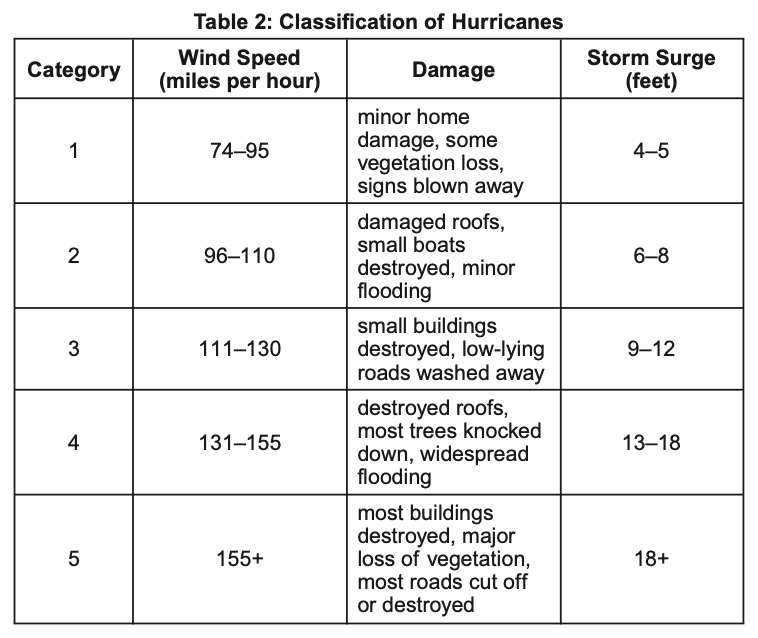 Table 2: Classification of Hurricanes
Category
Wind Speed
(miles per hour)
Damage
Storm Surge
(feet)
1
74–95
minor home
damage, some
vegetation loss,
signs blown away
4–5
2
96–110
damaged roofs,
small boats
destroyed, minor
flooding
6–8
3
111–130
small buildings
destroyed, low-lying
roads washed away
9–12
4
131–155
destroyed roofs,
most trees knocked
down, widespread
flooding
13–18
5
155+
most buildings
destroyed, major
loss of vegetation,
most roads cut off
or destroyed
18+